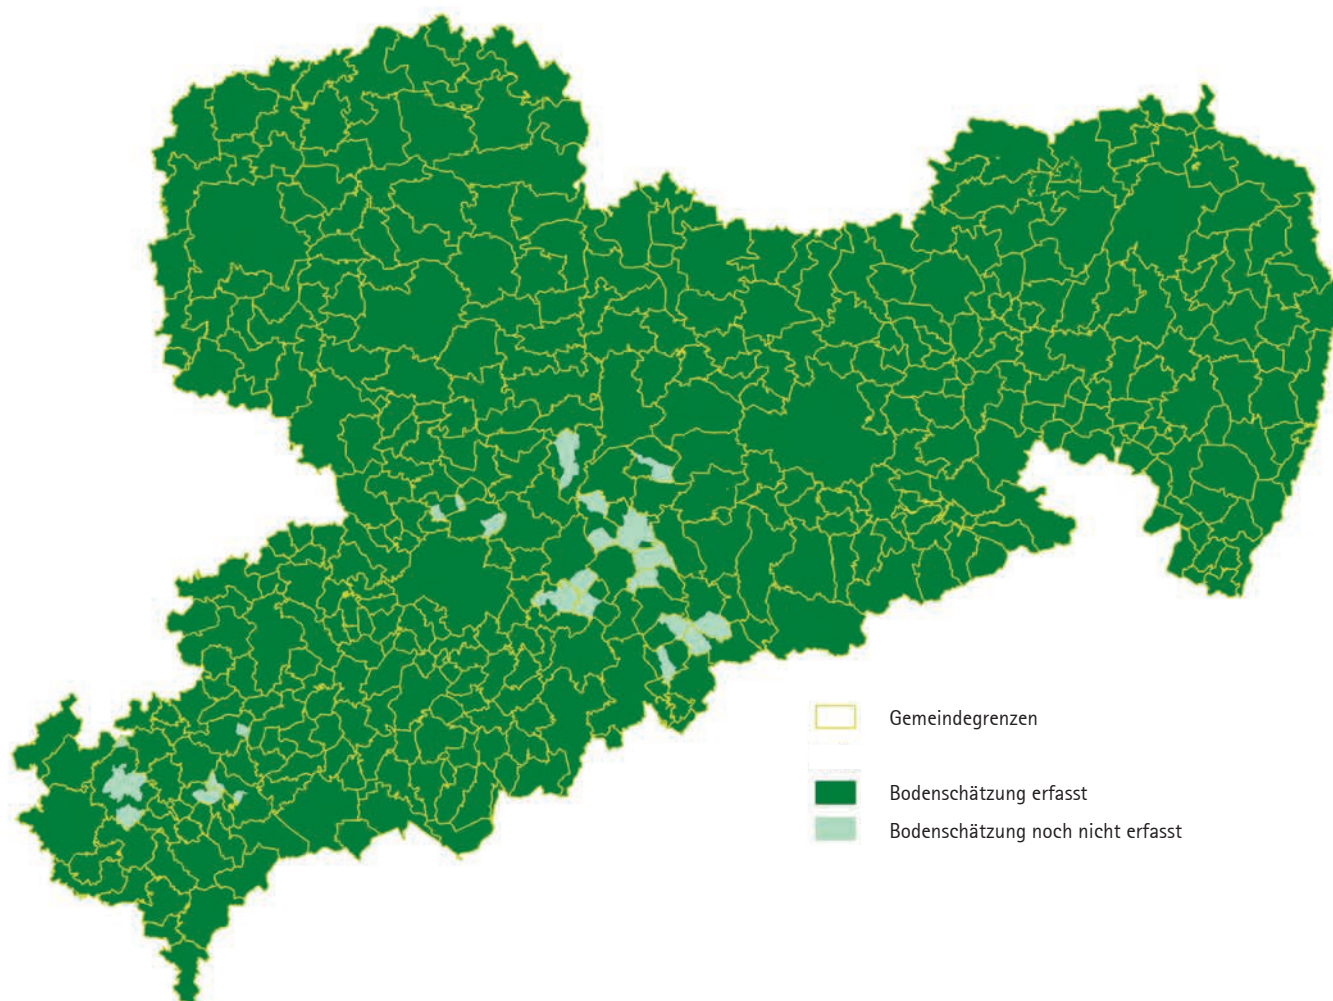 Gemeindegrenzen
Bodenschätzung erfasst
Bodenschätzung noch nicht erfasst